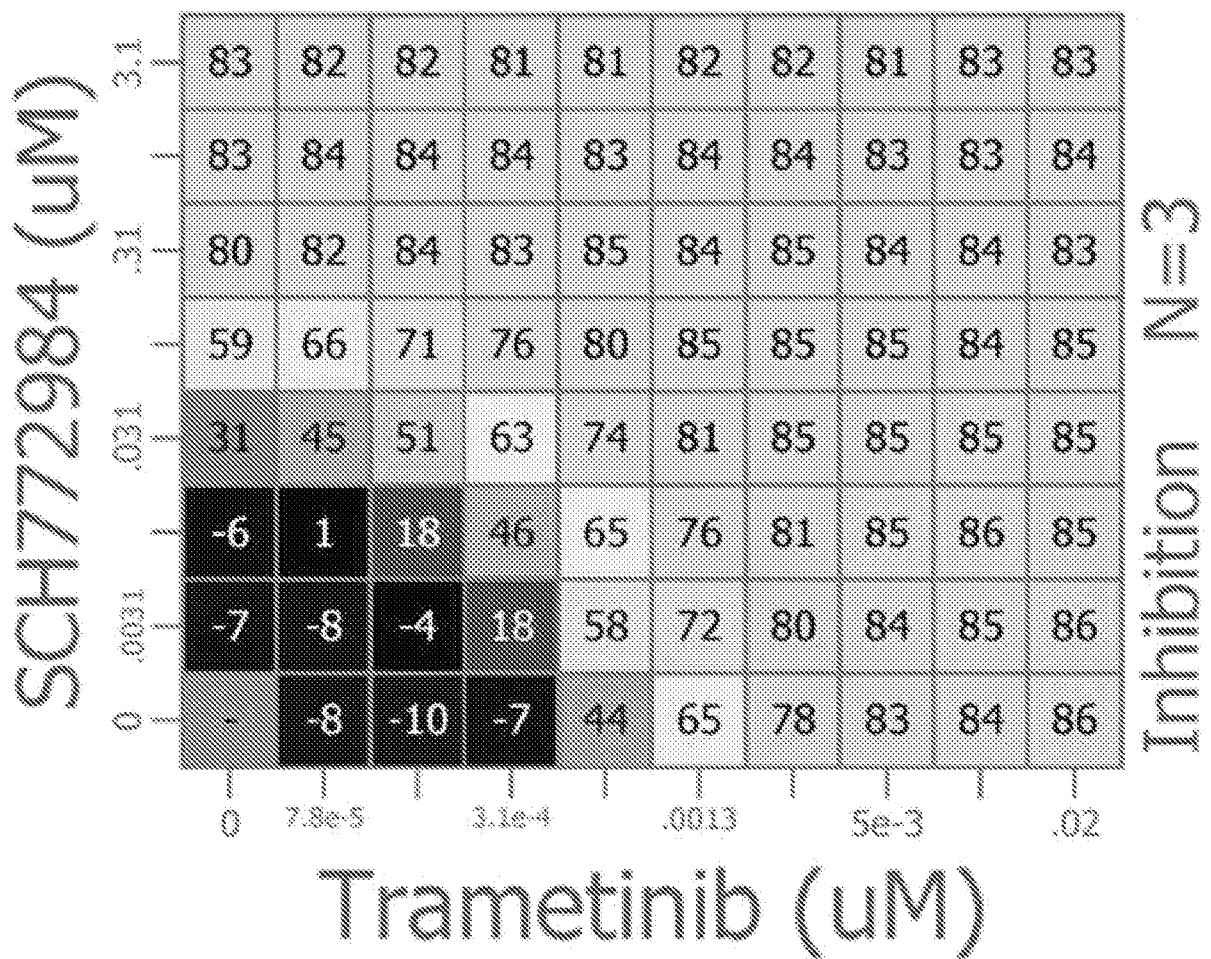 SCH772984 (uM)
3.1 83 82 82 81 81 82 82 81 83 83
83 84 84 84 83 84 84 83 83 84
.31 80 82 84 83 85 84 85 84 84 83
59 66 71 76 80 85 85 85 84 85
.031 31 45 51 63 74 81 85 85 85 85
-6 1 18 46 65 76 81 85 86 85
.0031 -7 -8 -4 18 58 72 80 84 85 86
0 - -8 -10 -7 44 65 78 83 84 86
0 7.8e-5 3.1e-4 .0013 5e-3 .02
Trametinib (uM)
Inhibition N=3